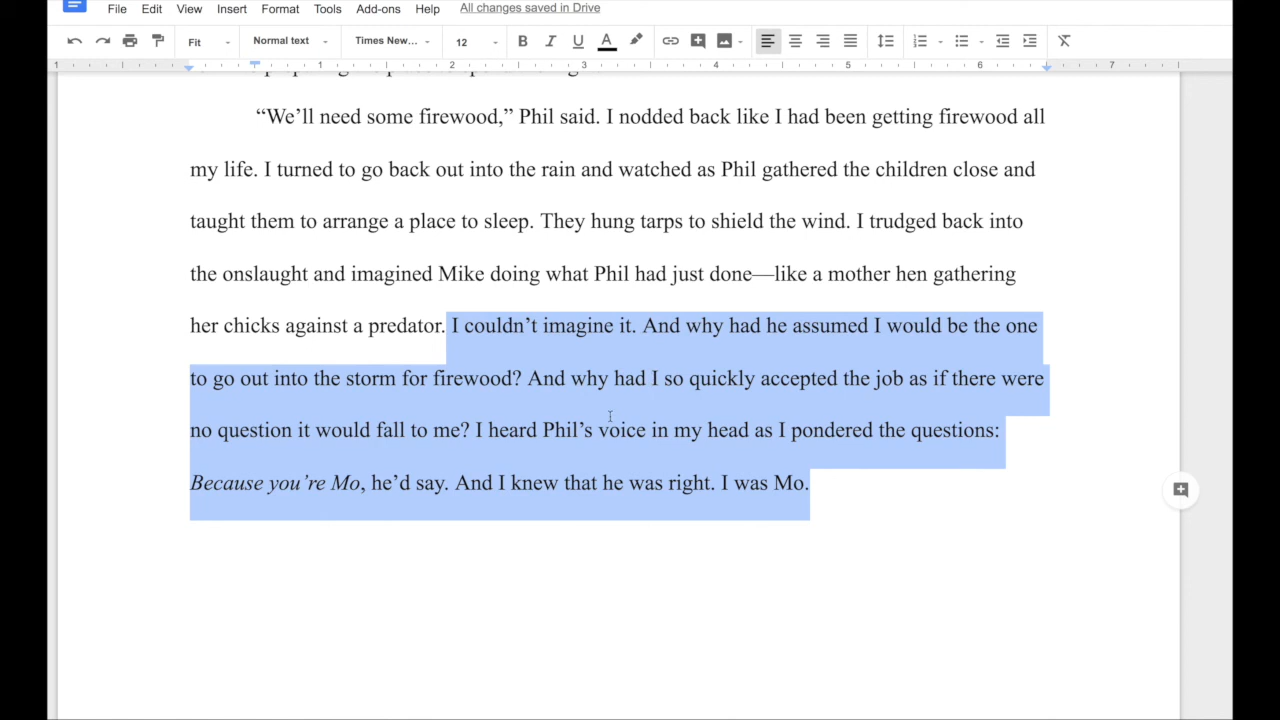 File Edit View Insert Format Tools Add-ons Help All changes saved in Drive
Fit Normal text Times New... 12 B I U A
1 1 2 3 4 5 6 7
“We’ll need some firewood,” Phil said. I nodded back like I had been getting firewood all
my life. I turned to go back out into the rain and watched as Phil gathered the children close and
taught them to arrange a place to sleep. They hung tarps to shield the wind. I trudged back into
the onslaught and imagined Mike doing what Phil had just done—like a mother hen gathering
her chicks against a predator. I couldn’t imagine it. And why had he assumed I would be the one
to go out into the storm for firewood? And why had I so quickly accepted the job as if there were
no question it would fall to me? I heard Phil’s voice in my head as I pondered the questions:
Because you’re Mo, he’d say. And I knew that he was right. I was Mo.